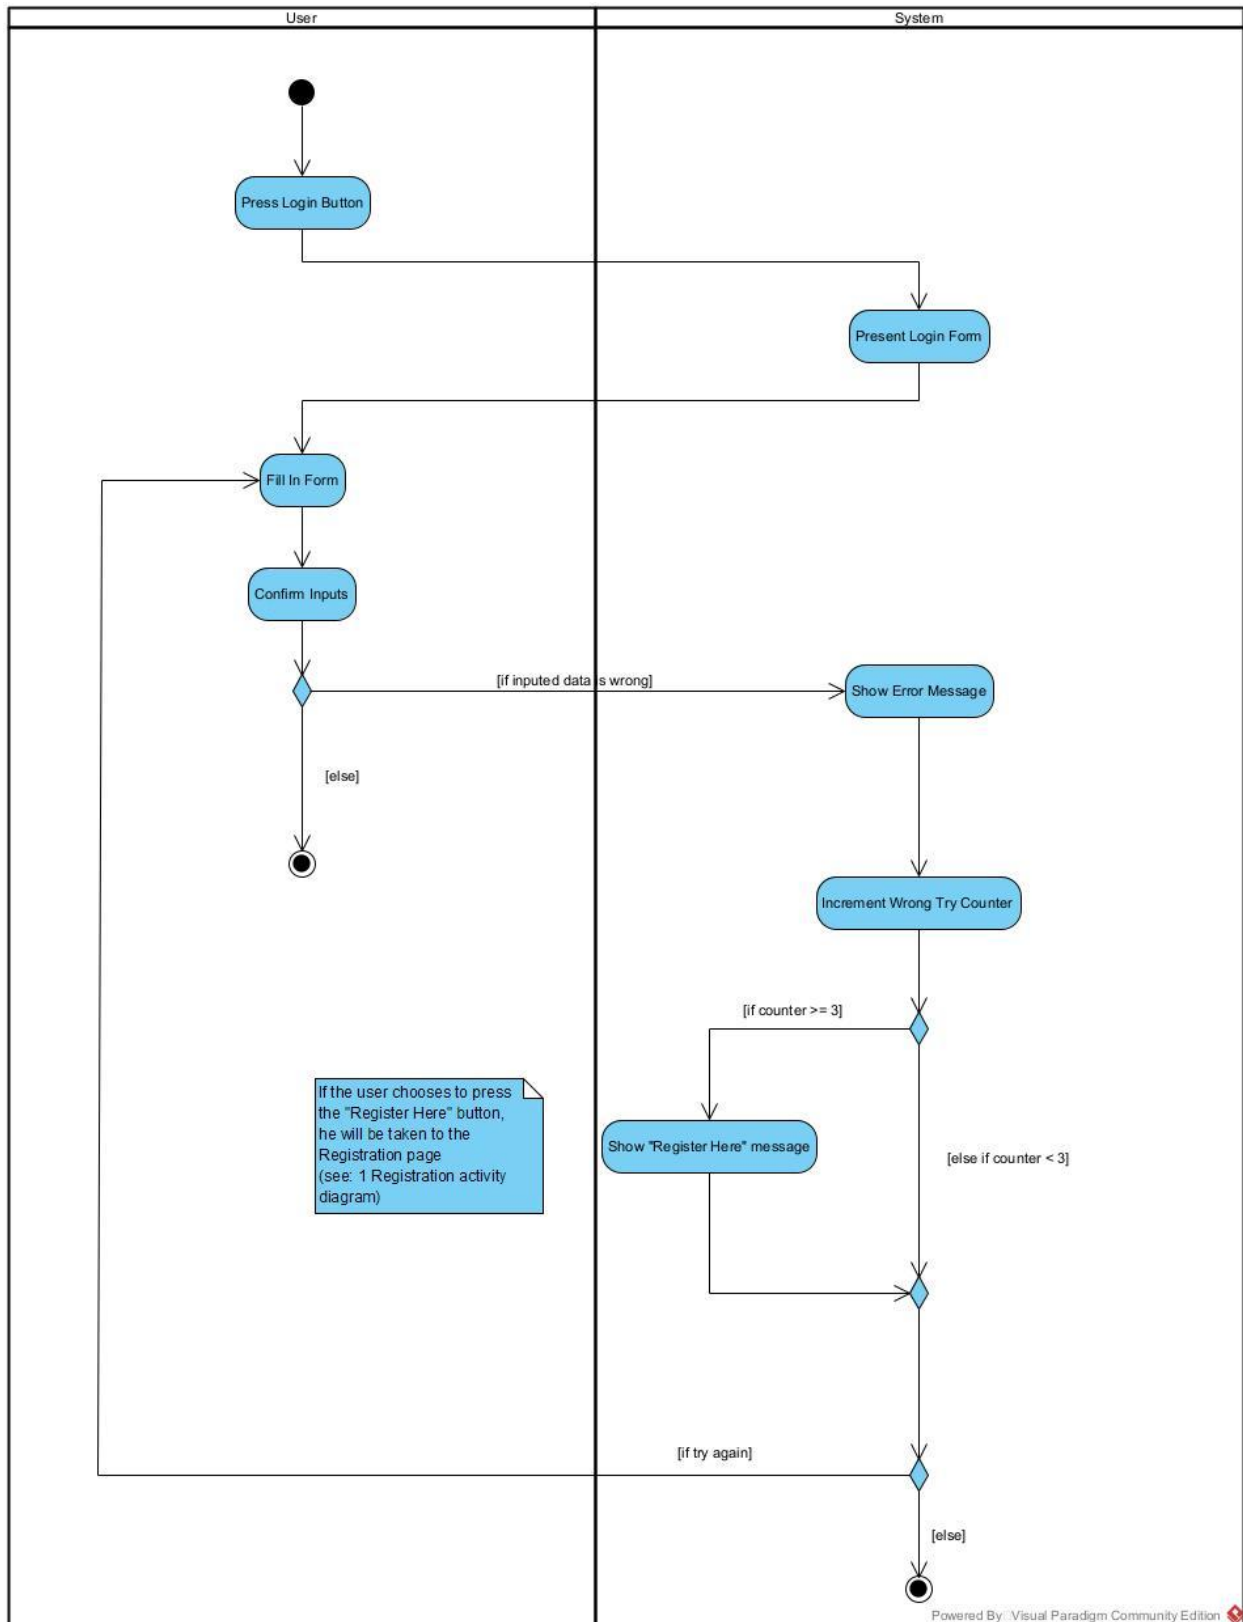 User
System
Press Login Button
Present Login Form
Fill In Form
Confirm Inputs
[if inputed data is wrong]
Show Error Message
[else]
Increment Wrong Try Counter
[if counter >= 3]
If the user chooses to press
the "Register Here" button,
he will be taken to the
Registration page
(see: 1 Registration activity
diagram)
Show "Register Here" message
[else if counter < 3]
[if try again]
[else]
Powered By Visual Paradigm Community Edition